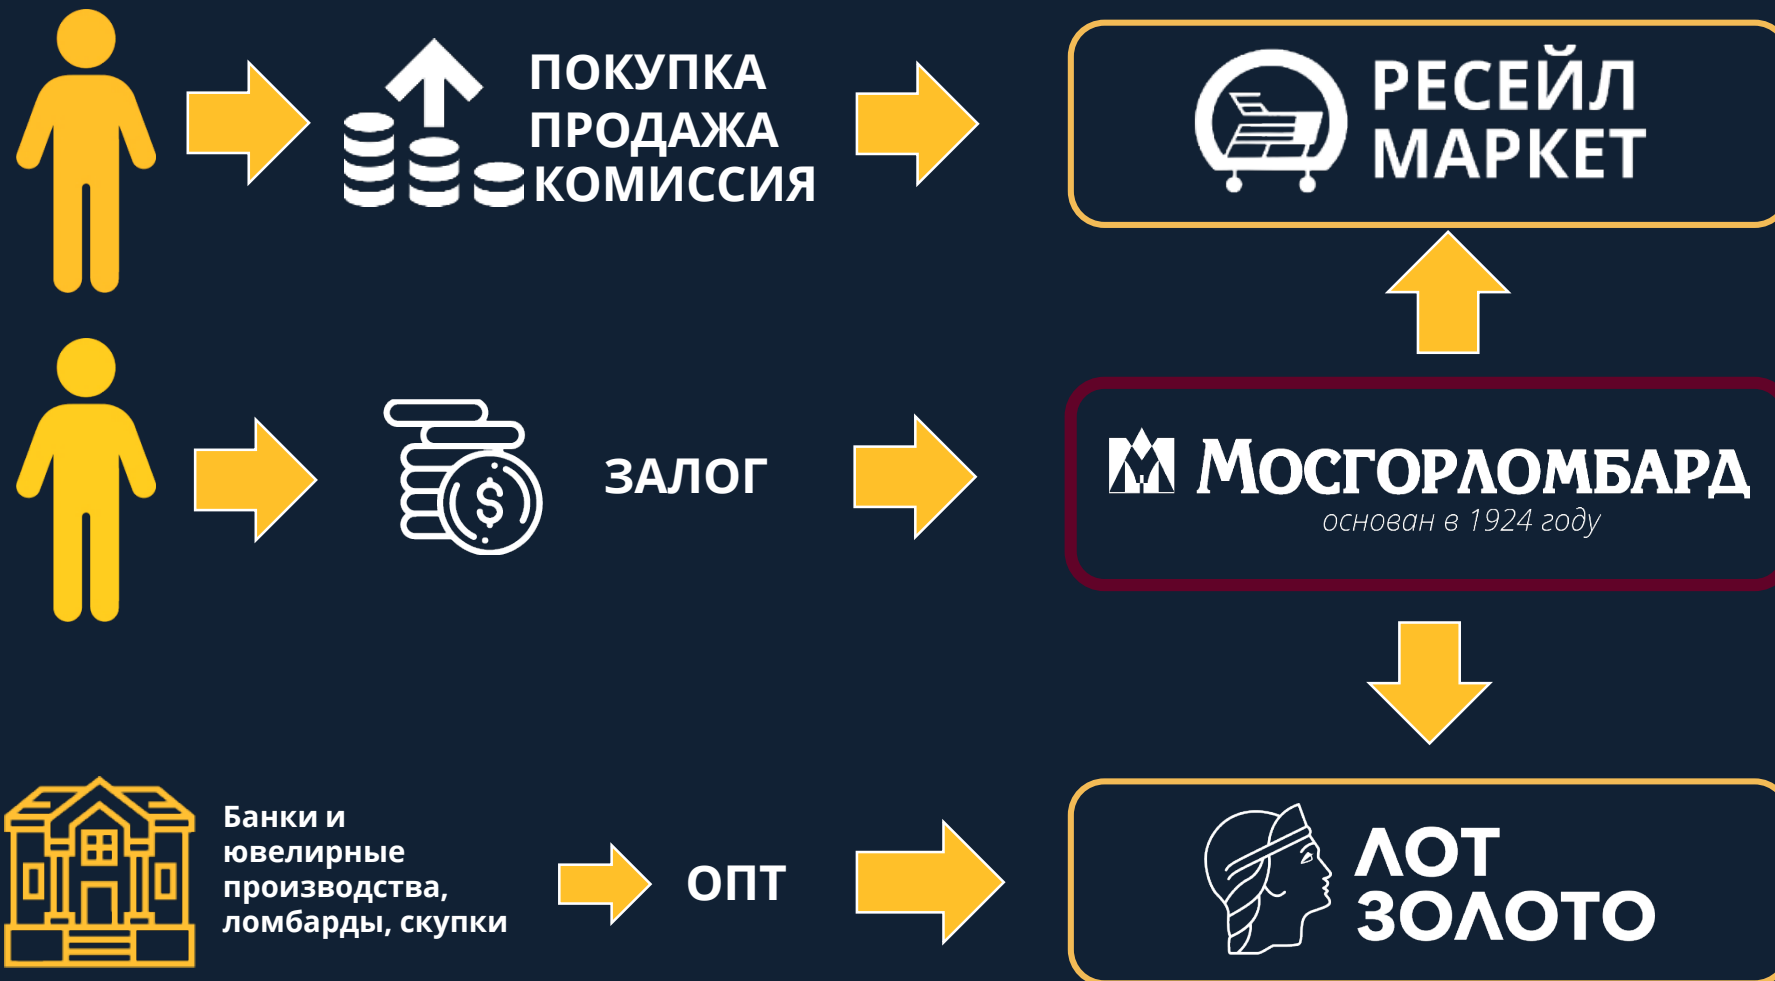 ПОКУПКА
ПРОДАЖА
КОМИССИЯ
РЕСЕЙЛ
МАРКЕТ
ЗАЛОГ
$
МОСГОРЛОМБАРД
основан в 1924 году
Банки и
ювелирные
производства,
ломбарды, скупки
ОПТ
ЛОТ
ЗОЛОТО